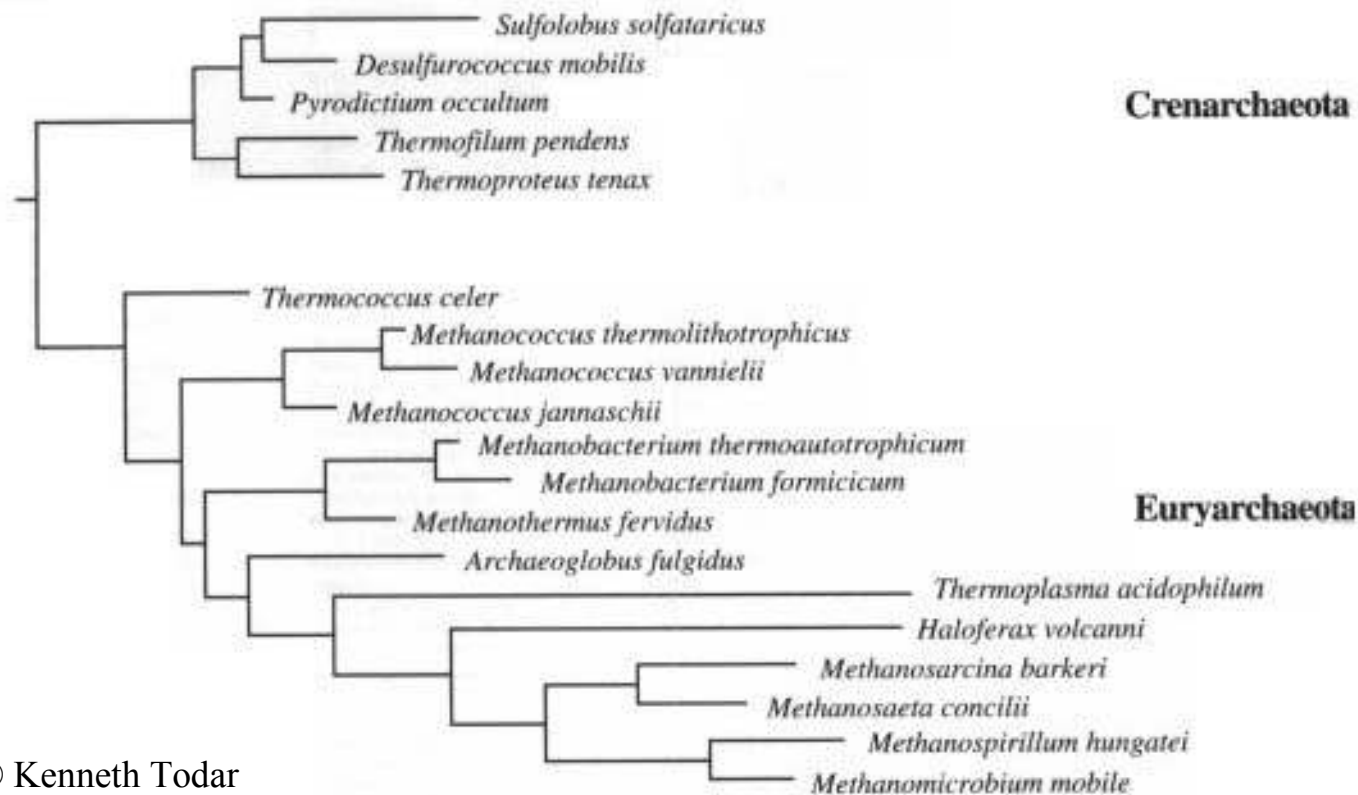 Sulfolobus solfataricus
Desulfurococcus mobilis
Pyrodictium occultum
Crenarchaeota
Thermofilum pendens
Thermoproteus tenax
Thermococcus celer
Methanococcus thermolithotrophicus
Methanococcus vannielii
Methanococcus jannaschii
Methanobacterium thermoautotrophicum
Methanobacterium formicicum
Euryarchaeota
Methanothermus fervidus
Archaeoglobus fulgidus
Thermoplasma acidophilum
Haloferax volcanni
Methanosarcina barkeri
Methanosaeta concilii
Methanospirillum hungatei
Methanomicrobium mobile
© Kenneth Todar